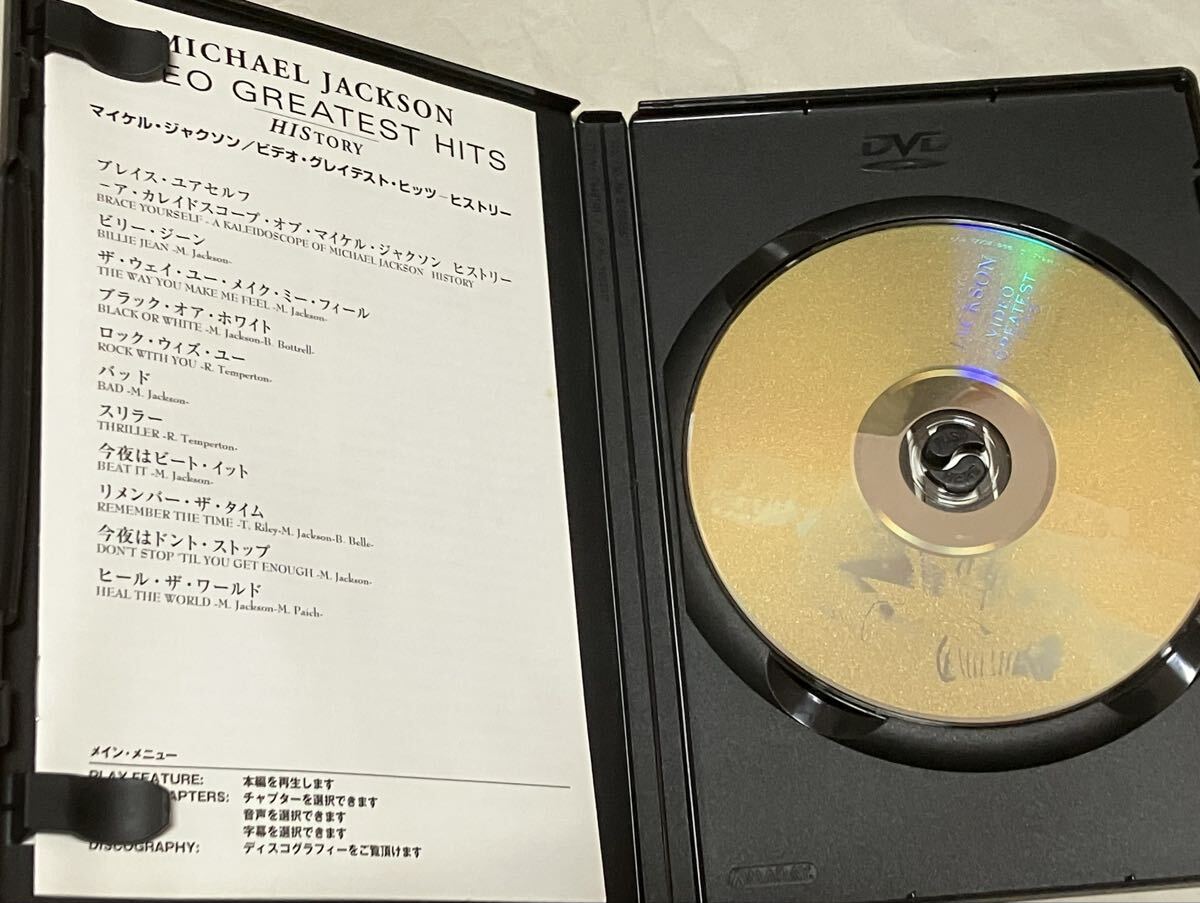 MICHAEL JACKSON
EO GREATEST HITS
HISTORY
マイケル・ジャクソン/ビデオ・グレイテスト・ヒッツ–ヒストリー
ブレイス・ユアセルフ
–ア・カレイドスコープ・オブ・マイケル・ジャクソン ヒストリー
BRACE YOURSELF - A KALEIDOSCOPE OF MICHAEL JACKSON HISTORY
ビリー・ジーン
BILLIE JEAN -M. Jackson-
ザ・ウェイ・ユー・メイク・ミー・フィール
THE WAY YOU MAKE ME FEEL -M. Jackson-
ブラック・オア・ホワイト
BLACK OR WHITE -M. Jackson-B. Bottrell-
ロック・ウィズ・ユー
ROCK WITH YOU -R. Temperton-
バッド
BAD -M. Jackson-
スリラー
THRILLER -R. Temperton-
今夜はビート・イット
BEAT IT -M. Jackson-
リメンバー・ザ・タイム
REMEMBER THE TIME -T. Riley-M. Jackson-B. Belle-
今夜はドント・ストップ
DON'T STOP 'TIL YOU GET ENOUGH -M. Jackson-
ヒール・ザ・ワールド
HEAL THE WORLD -M. Jackson-M. Paich-
メイン・メニュー
PLAY FEATURE: 本編を再生します
APTERS: チャプターを選択できます
音声を選択できます
字幕を選択できます
DISCOGRAPHY: ディスコグラフィーをご覧頂けます
DVD
JACKSON
VIDEO
GREATEST